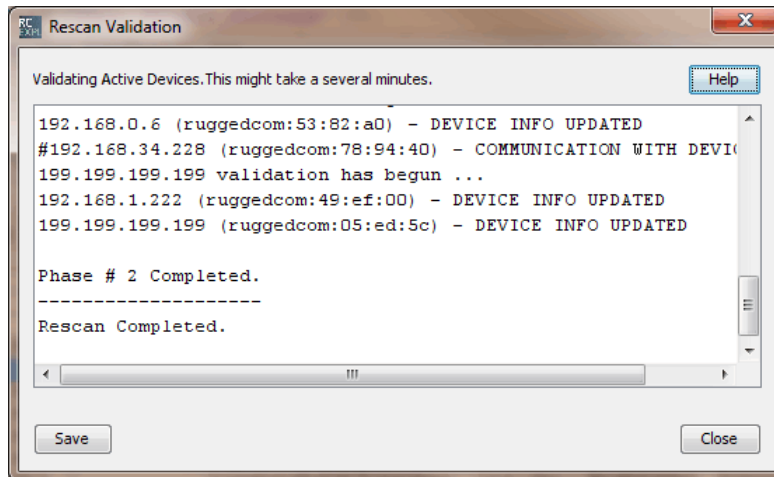 RC
EXPL
Rescan Validation
Validating Active Devices.This might take a several minutes.
Help
192.168.0.6 (ruggedcom:53:82:a0) - DEVICE INFO UPDATED
#192.168.34.228 (ruggedcom:78:94:40) - COMMUNICATION WITH
199.199.199.199 validation has begun ...
192.168.1.222 (ruggedcom:49:ef:00) - DEVICE INFO UPDATED
199.199.199.199 (ruggedcom:05:ed:5c) - DEVICE INFO UPDATED
Phase # 2 Completed.
--------------------
Rescan Completed.
Save
Close